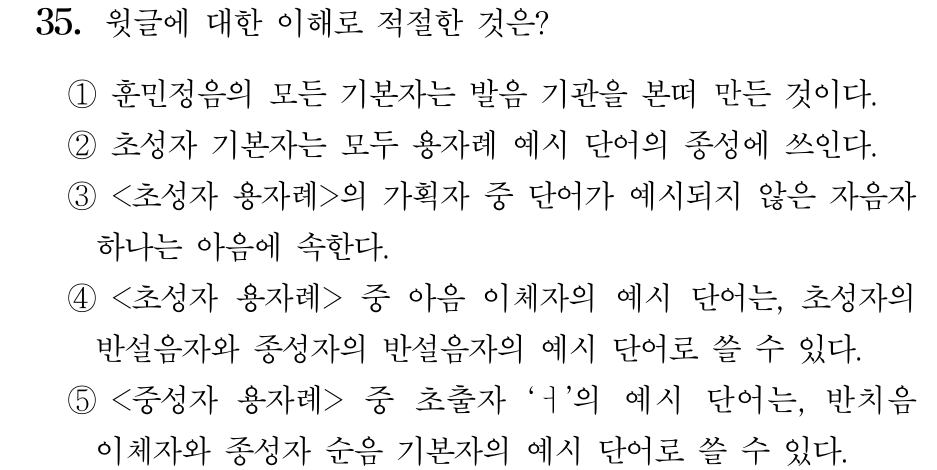 35. 윗글에 대한 이해로 적절한 것은?
① 훈민정음의 모든 기본자는 발음 기관을 본떠 만든 것이다.
② 초성자 기본자는 모두 용자례 예시 단어의 종성에 쓰인다.
③ <초성자 용자례>의 가획자 중 단어가 예시되지 않은 자음자
하나는 아음에 속한다.
④ <초성자 용자례> 중 아음 이체자의 예시 단어는, 초성자의
반설음자와 종성자의 반설음자의 예시 단어로 쓸 수 있다.
⑤ <중성자 용자례> 중 초출자 ‘ㅓ’의 예시 단어는, 반치음
이체자와 종성자 순음 기본자의 예시 단어로 쓸 수 있다.